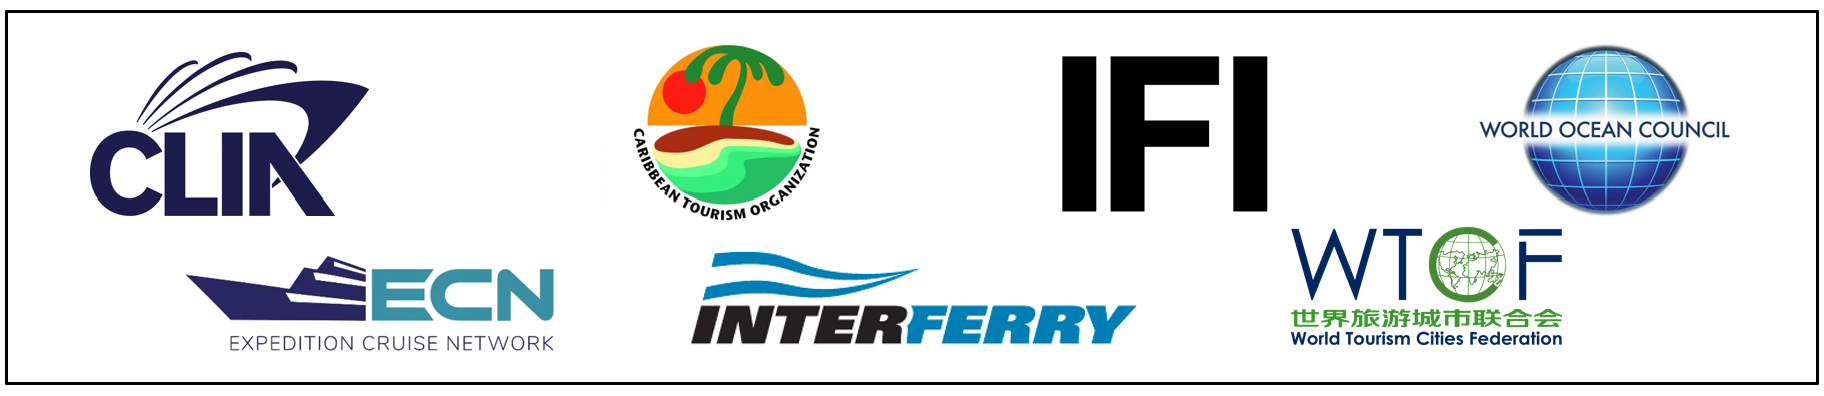 CLIA
CARIBBEAN TOURISM ORGANIZATION
IFI
WORLD OCEAN COUNCIL
ECN
EXPEDITION CRUISE NETWORK
INTERFERRY
WTCF
世界旅游城市联合会
World Tourism Cities Federation